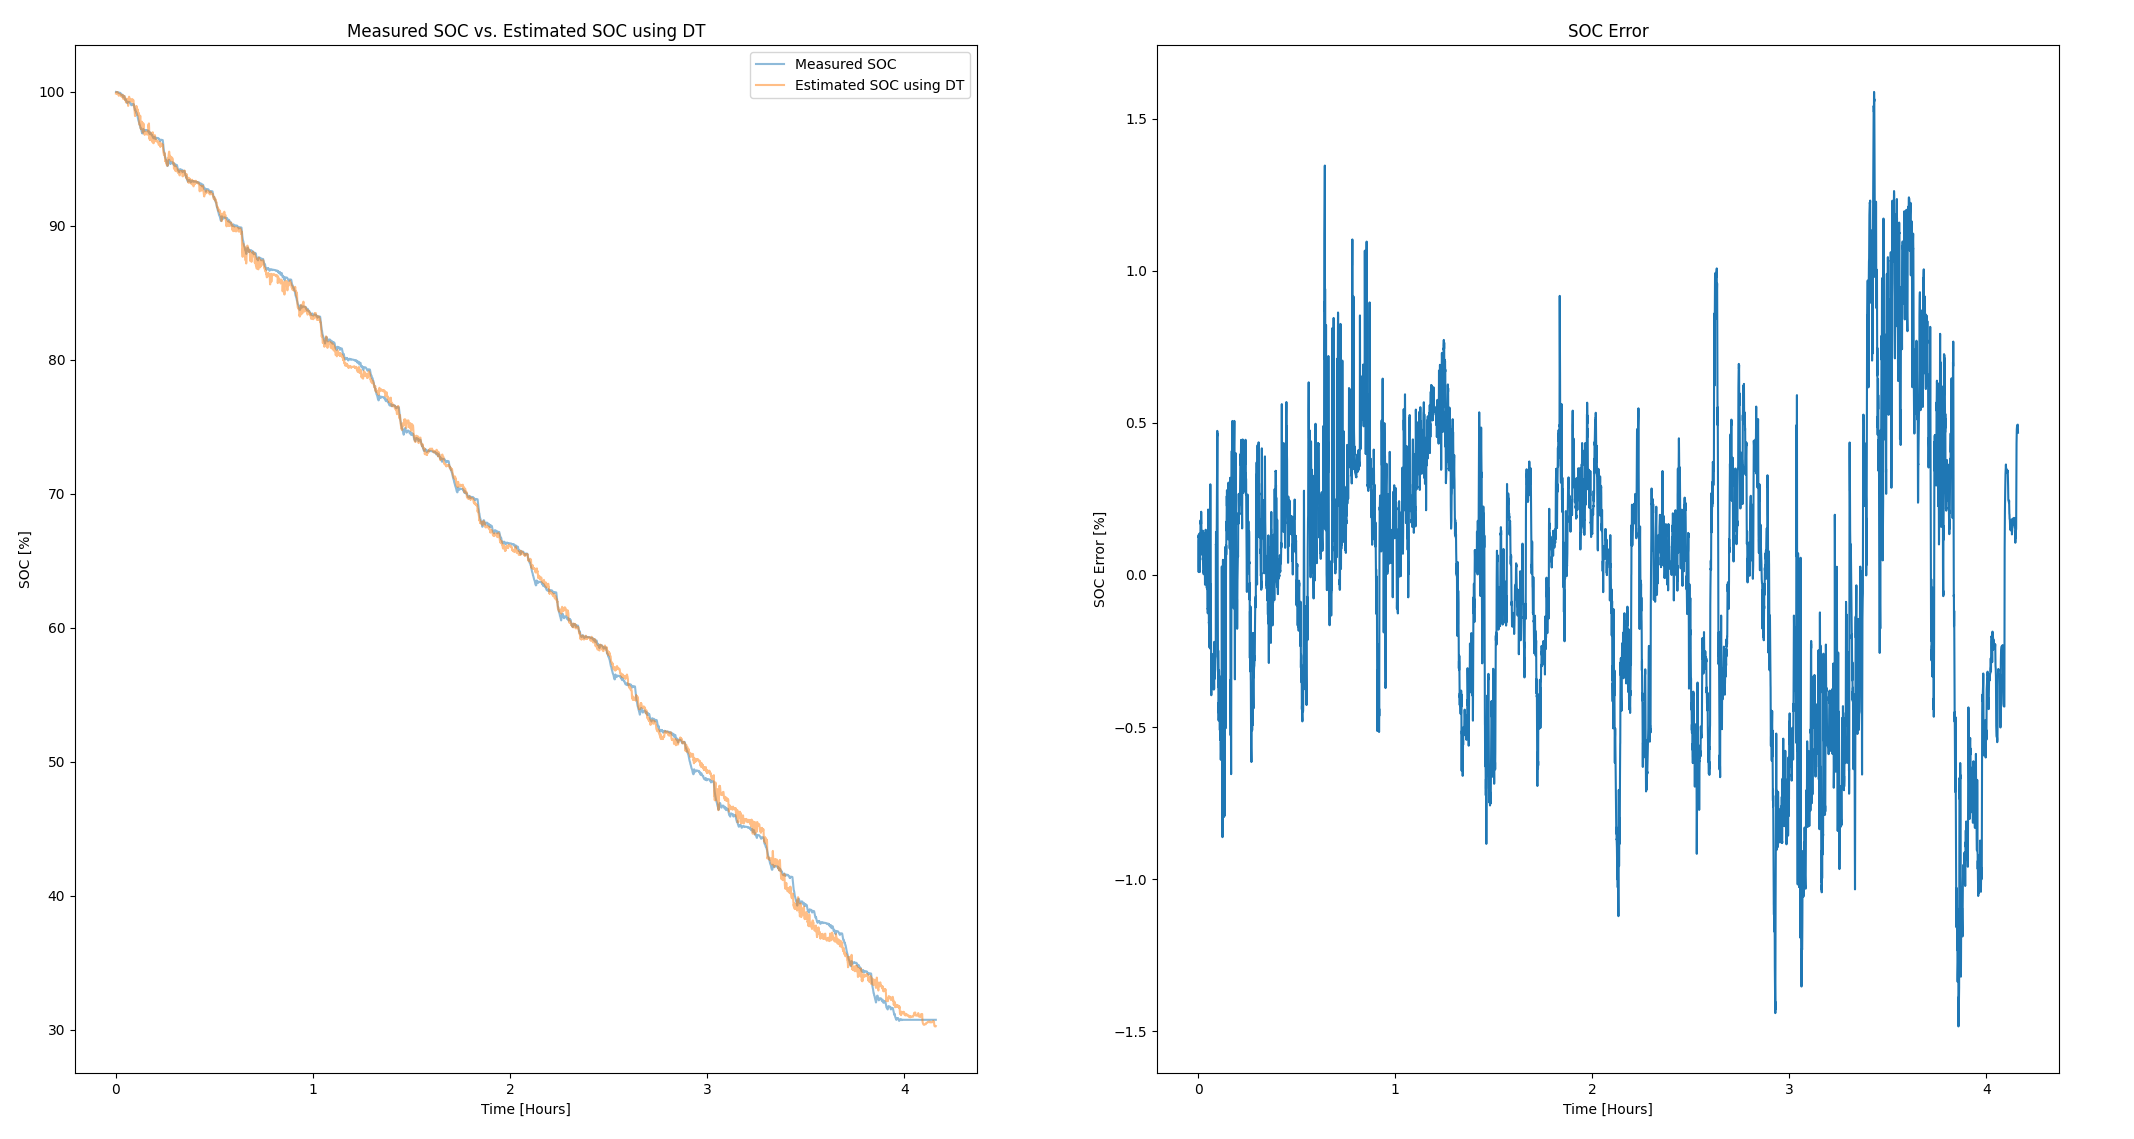 Measured SOC vs. Estimated SOC using DT
Measured SOC
Estimated SOC using DT
100
90
80
70
60
50
40
30
SOC [%]
0 1 2 3 4
Time [Hours]
SOC Error
1.5
1.0
0.5
0.0
−0.5
−1.0
−1.5
SOC Error [%]
0 1 2 3 4
Time [Hours]